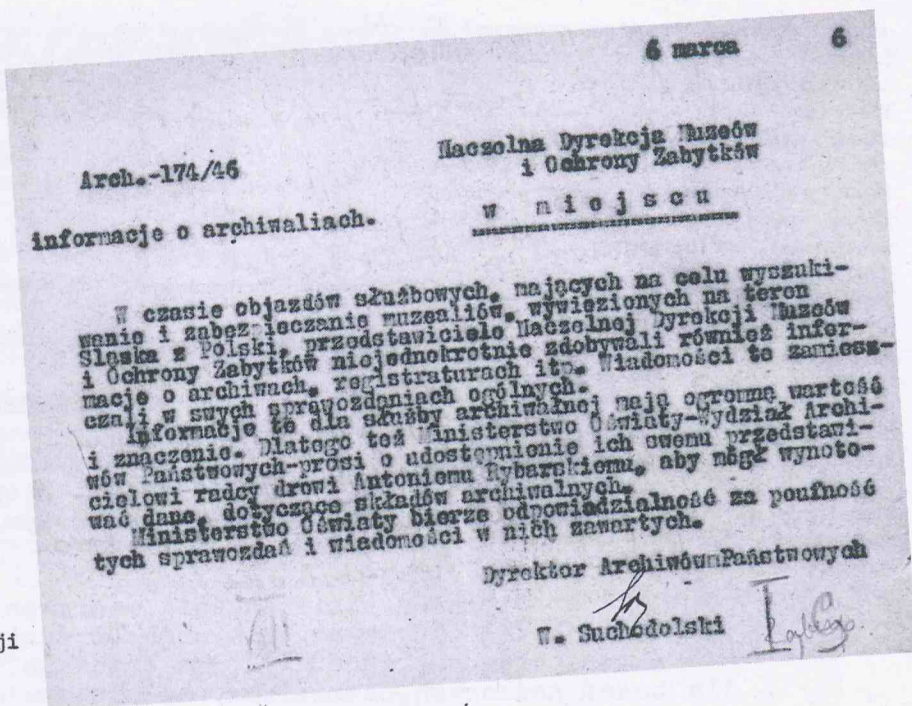 6 marca 6
Naczelna Dyrekcja Muzeów
i Ochrony Zabytków
Arch.-174/46
w miejscu
informacje o archiwaliach.
W czasie objazdów służbowych, mających na celu wyszuki-
wanie i zabezpieczanie muzealiów, wywiezionych na teren
Śląska z Polski, przedstawiciele Naczelnej Dyrekcji Muzeów
i Ochrony Zabytków niejednokrotnie zdobywali również infor-
macje o archiwach, registraturach itp. Wiadomości te zamiesz-
czali w swych sprawozdaniach ogólnych.
Informacje te dla służby archiwalnej mają ogromną wartość
i znaczenie. Dlatego też Ministerstwo Oświaty-Wydział Archi-
wów Państwowych-prosi o udostępnienie ich swemu przedstawi-
cielowi radcy drowi Antoniemu Rybarskiemu, aby mógł wynoto-
wać dane, dotyczące składów archiwalnych.
Ministerstwo Oświaty bierze odpowiedzialność za poufność
tych sprawozdań i wiadomości w nich zawartych.
Dyrektor Archiwów Państwowych
W. Suchodolski
ji